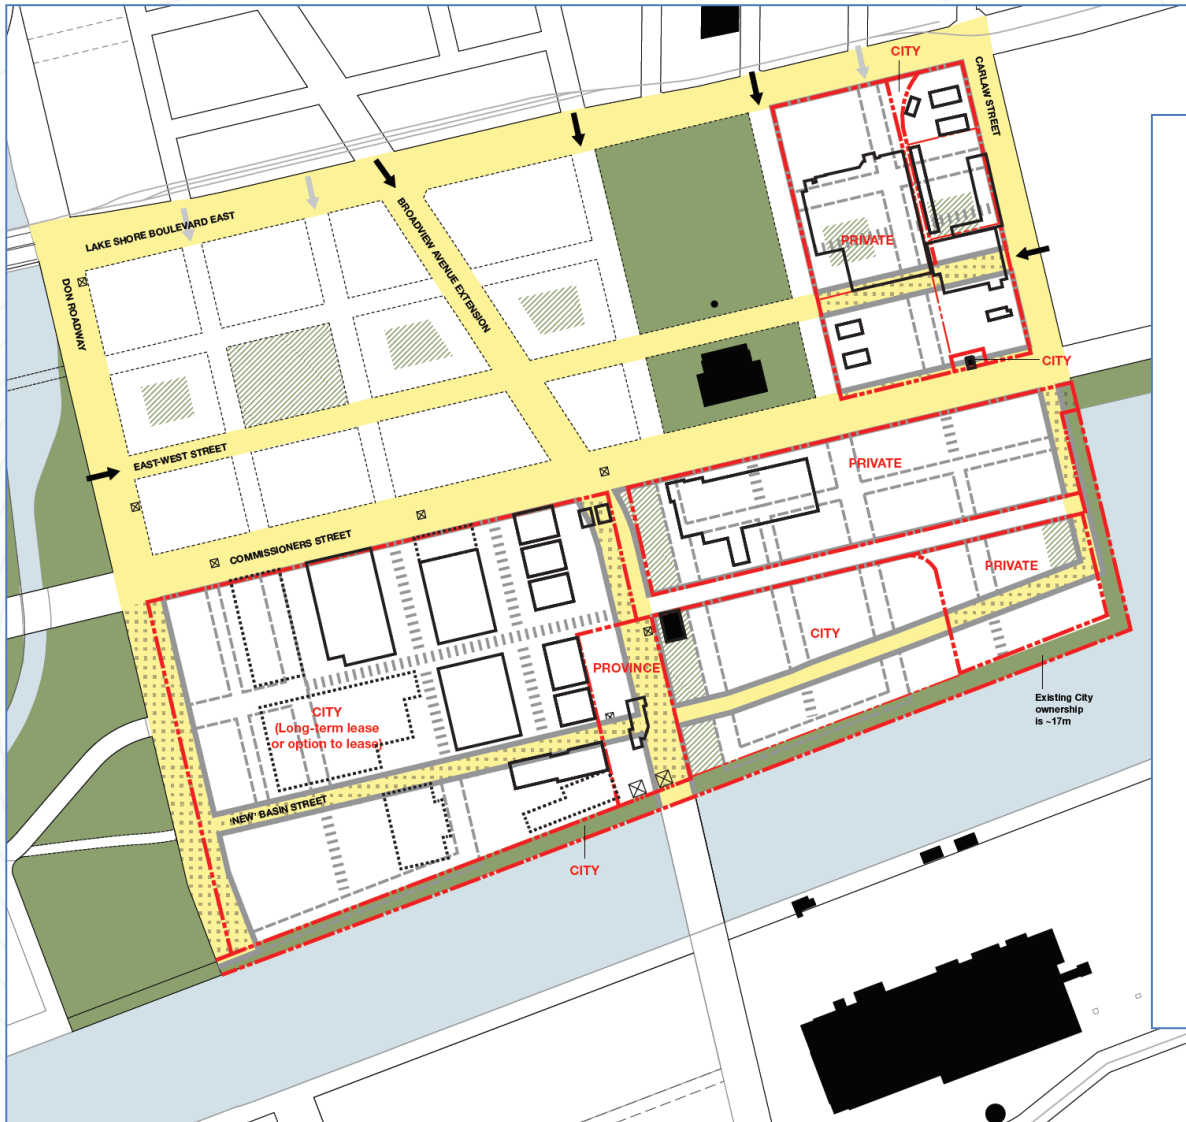 CITY
CARLAW STREET
LAKE SHORE BOULEVARD EAST
BROADVIEW AVENUE EXTENSION
PRIVATE
DON ROADWAY
CITY
EAST-WEST STREET
PRIVATE
COMMISSIONERS STREET
PRIVATE
CITY
PROVINCE
Existing City
ownership
is ~17m
CITY
(Long-term lease
or option to lease)
'NEW' BASIN STREET
CITY